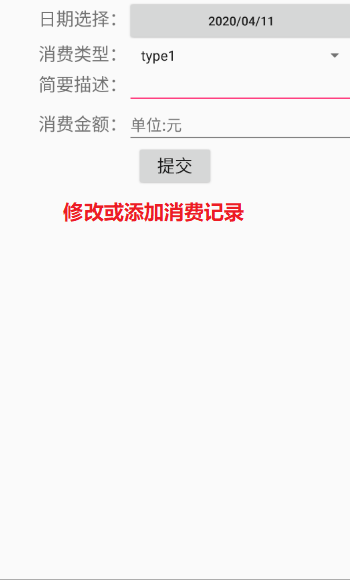 日期选择： 2020/04/11
消费类型： type1
简要描述：
消费金额： 单位:元
提交
修改或添加消费记录